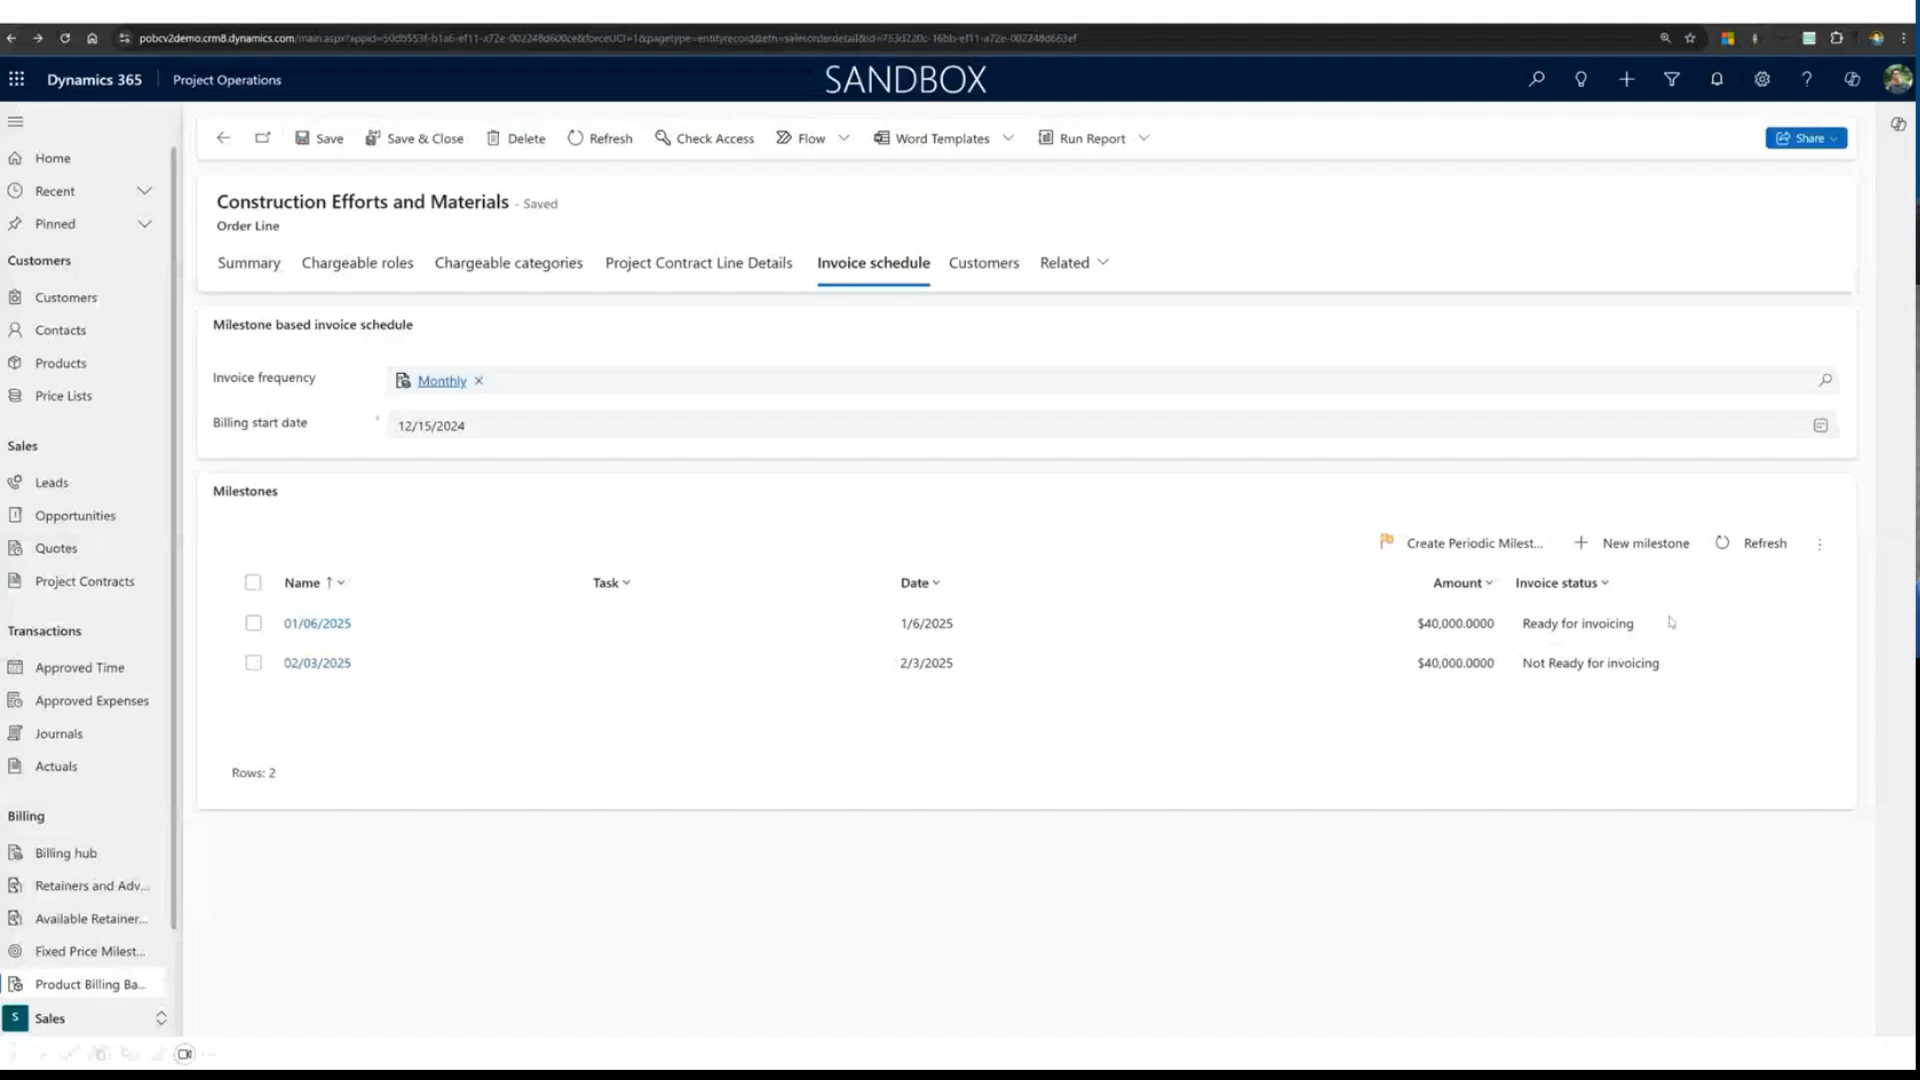 pobcv2demo.crm8.dynamics.com
Dynamics 365
Project Operations
SANDBOX
Save
Save & Close
Delete
Refresh
Check Access
Flow
Word Templates
Run Report
Share
Home
Recent
Pinned
Customers
Customers
Contacts
Products
Price Lists
Sales
Leads
Opportunities
Quotes
Project Contracts
Transactions
Approved Time
Approved Expenses
Journals
Actuals
Billing
Billing hub
Retainers and Adv...
Available Retainer...
Fixed Price Milest...
Product Billing Ba...
S Sales
Construction Efforts and Materials - Saved
Order Line
Summary
Chargeable roles
Chargeable categories
Project Contract Line Details
Invoice schedule
Customers
Related
Milestone based invoice schedule
Invoice frequency
Monthly
Billing start date
12/15/2024
Milestones
Create Periodic Milest...
New milestone
Refresh
Name Task Date Amount Invoice status
01/06/2025 1/6/2025 $40,000.0000 Ready for invoicing
02/03/2025 2/3/2025 $40,000.0000 Not Ready for invoicing
Rows: 2